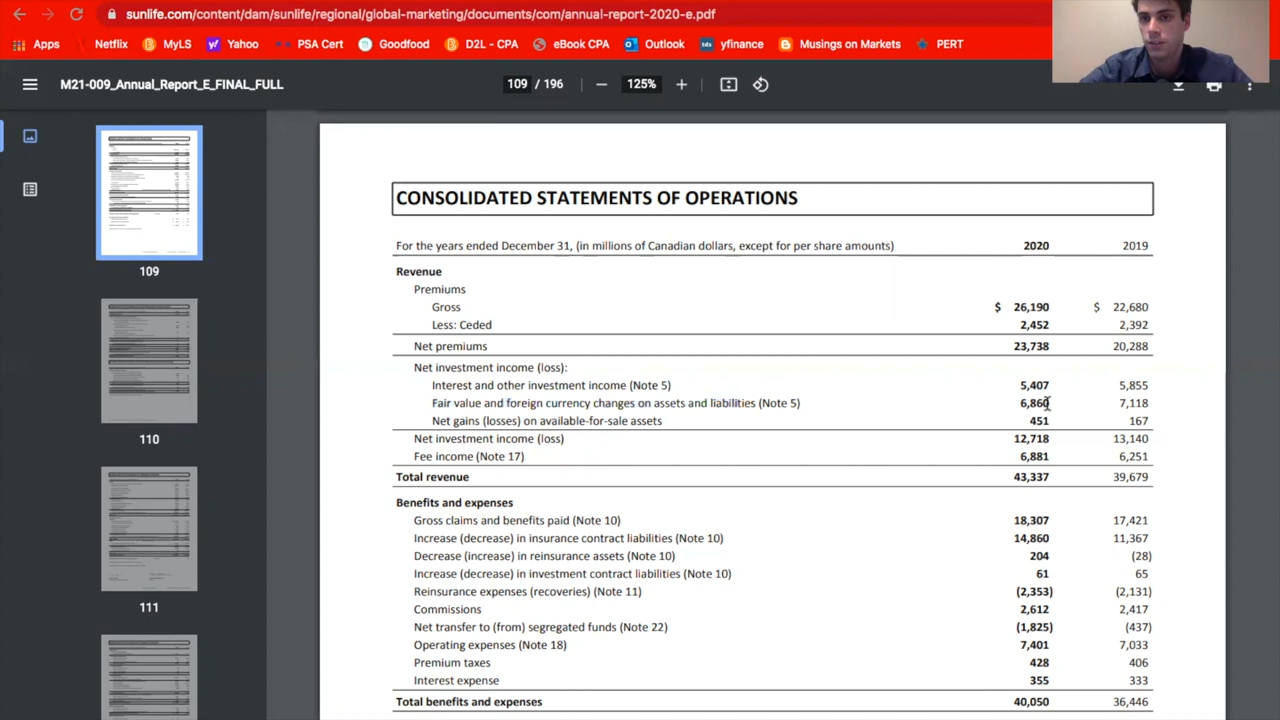 sunlife.com/content/dam/sunlife/regional/global-marketing/documents/com/annual-report-2020-e.pdf
Apps Netflix MyLS Yahoo PSA Cert Goodfood D2L - CPA eBook CPA Outlook tds yfinance Musings on Markets PERT
M21-009_Annual_Report_E_FINAL_FULL 109 / 196 125%
CONSOLIDATED STATEMENTS OF OPERATIONS
For the years ended December 31, (in millions of Canadian dollars, except for per share amounts) 2020 2019
Revenue
Premiums
Gross $ 26,190 $ 22,680
Less: Ceded 2,452 2,392
Net premiums 23,738 20,288
Net investment income (loss):
Interest and other investment income (Note 5) 5,407 5,855
Fair value and foreign currency changes on assets and liabilities (Note 5) 6,860 7,118
Net gains (losses) on available-for-sale assets 451 167
Net investment income (loss) 12,718 13,140
Fee income (Note 17) 6,881 6,251
Total revenue 43,337 39,679
Benefits and expenses
Gross claims and benefits paid (Note 10) 18,307 17,421
Increase (decrease) in insurance contract liabilities (Note 10) 14,860 11,367
Decrease (increase) in reinsurance assets (Note 10) 204 (28)
Increase (decrease) in investment contract liabilities (Note 10) 61 65
Reinsurance expenses (recoveries) (Note 11) (2,353) (2,131)
Commissions 2,612 2,417
Net transfer to (from) segregated funds (Note 22) (1,825) (437)
Operating expenses (Note 18) 7,401 7,033
Premium taxes 428 406
Interest expense 355 333
Total benefits and expenses 40,050 36,446
109
110
111